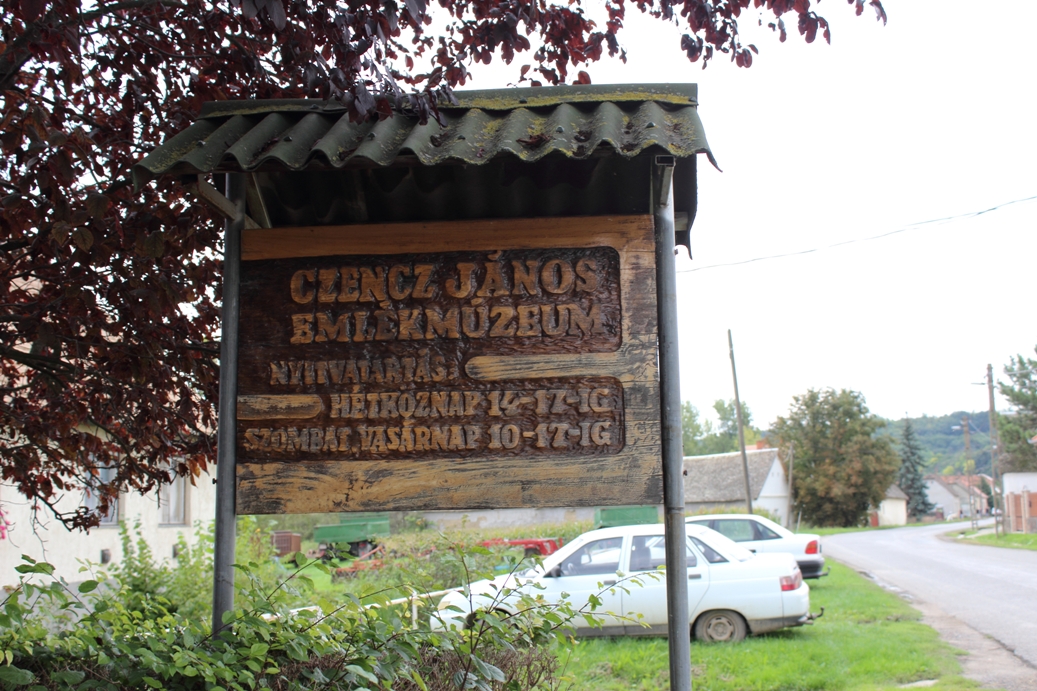 CZENCZ JÁNOS
EMLÉKMÚZEUM
NYITVATARTÁS:
HÉTKÖZNAP 14-17-IG
SZOMBAT, VASÁRNAP 10-17-IG